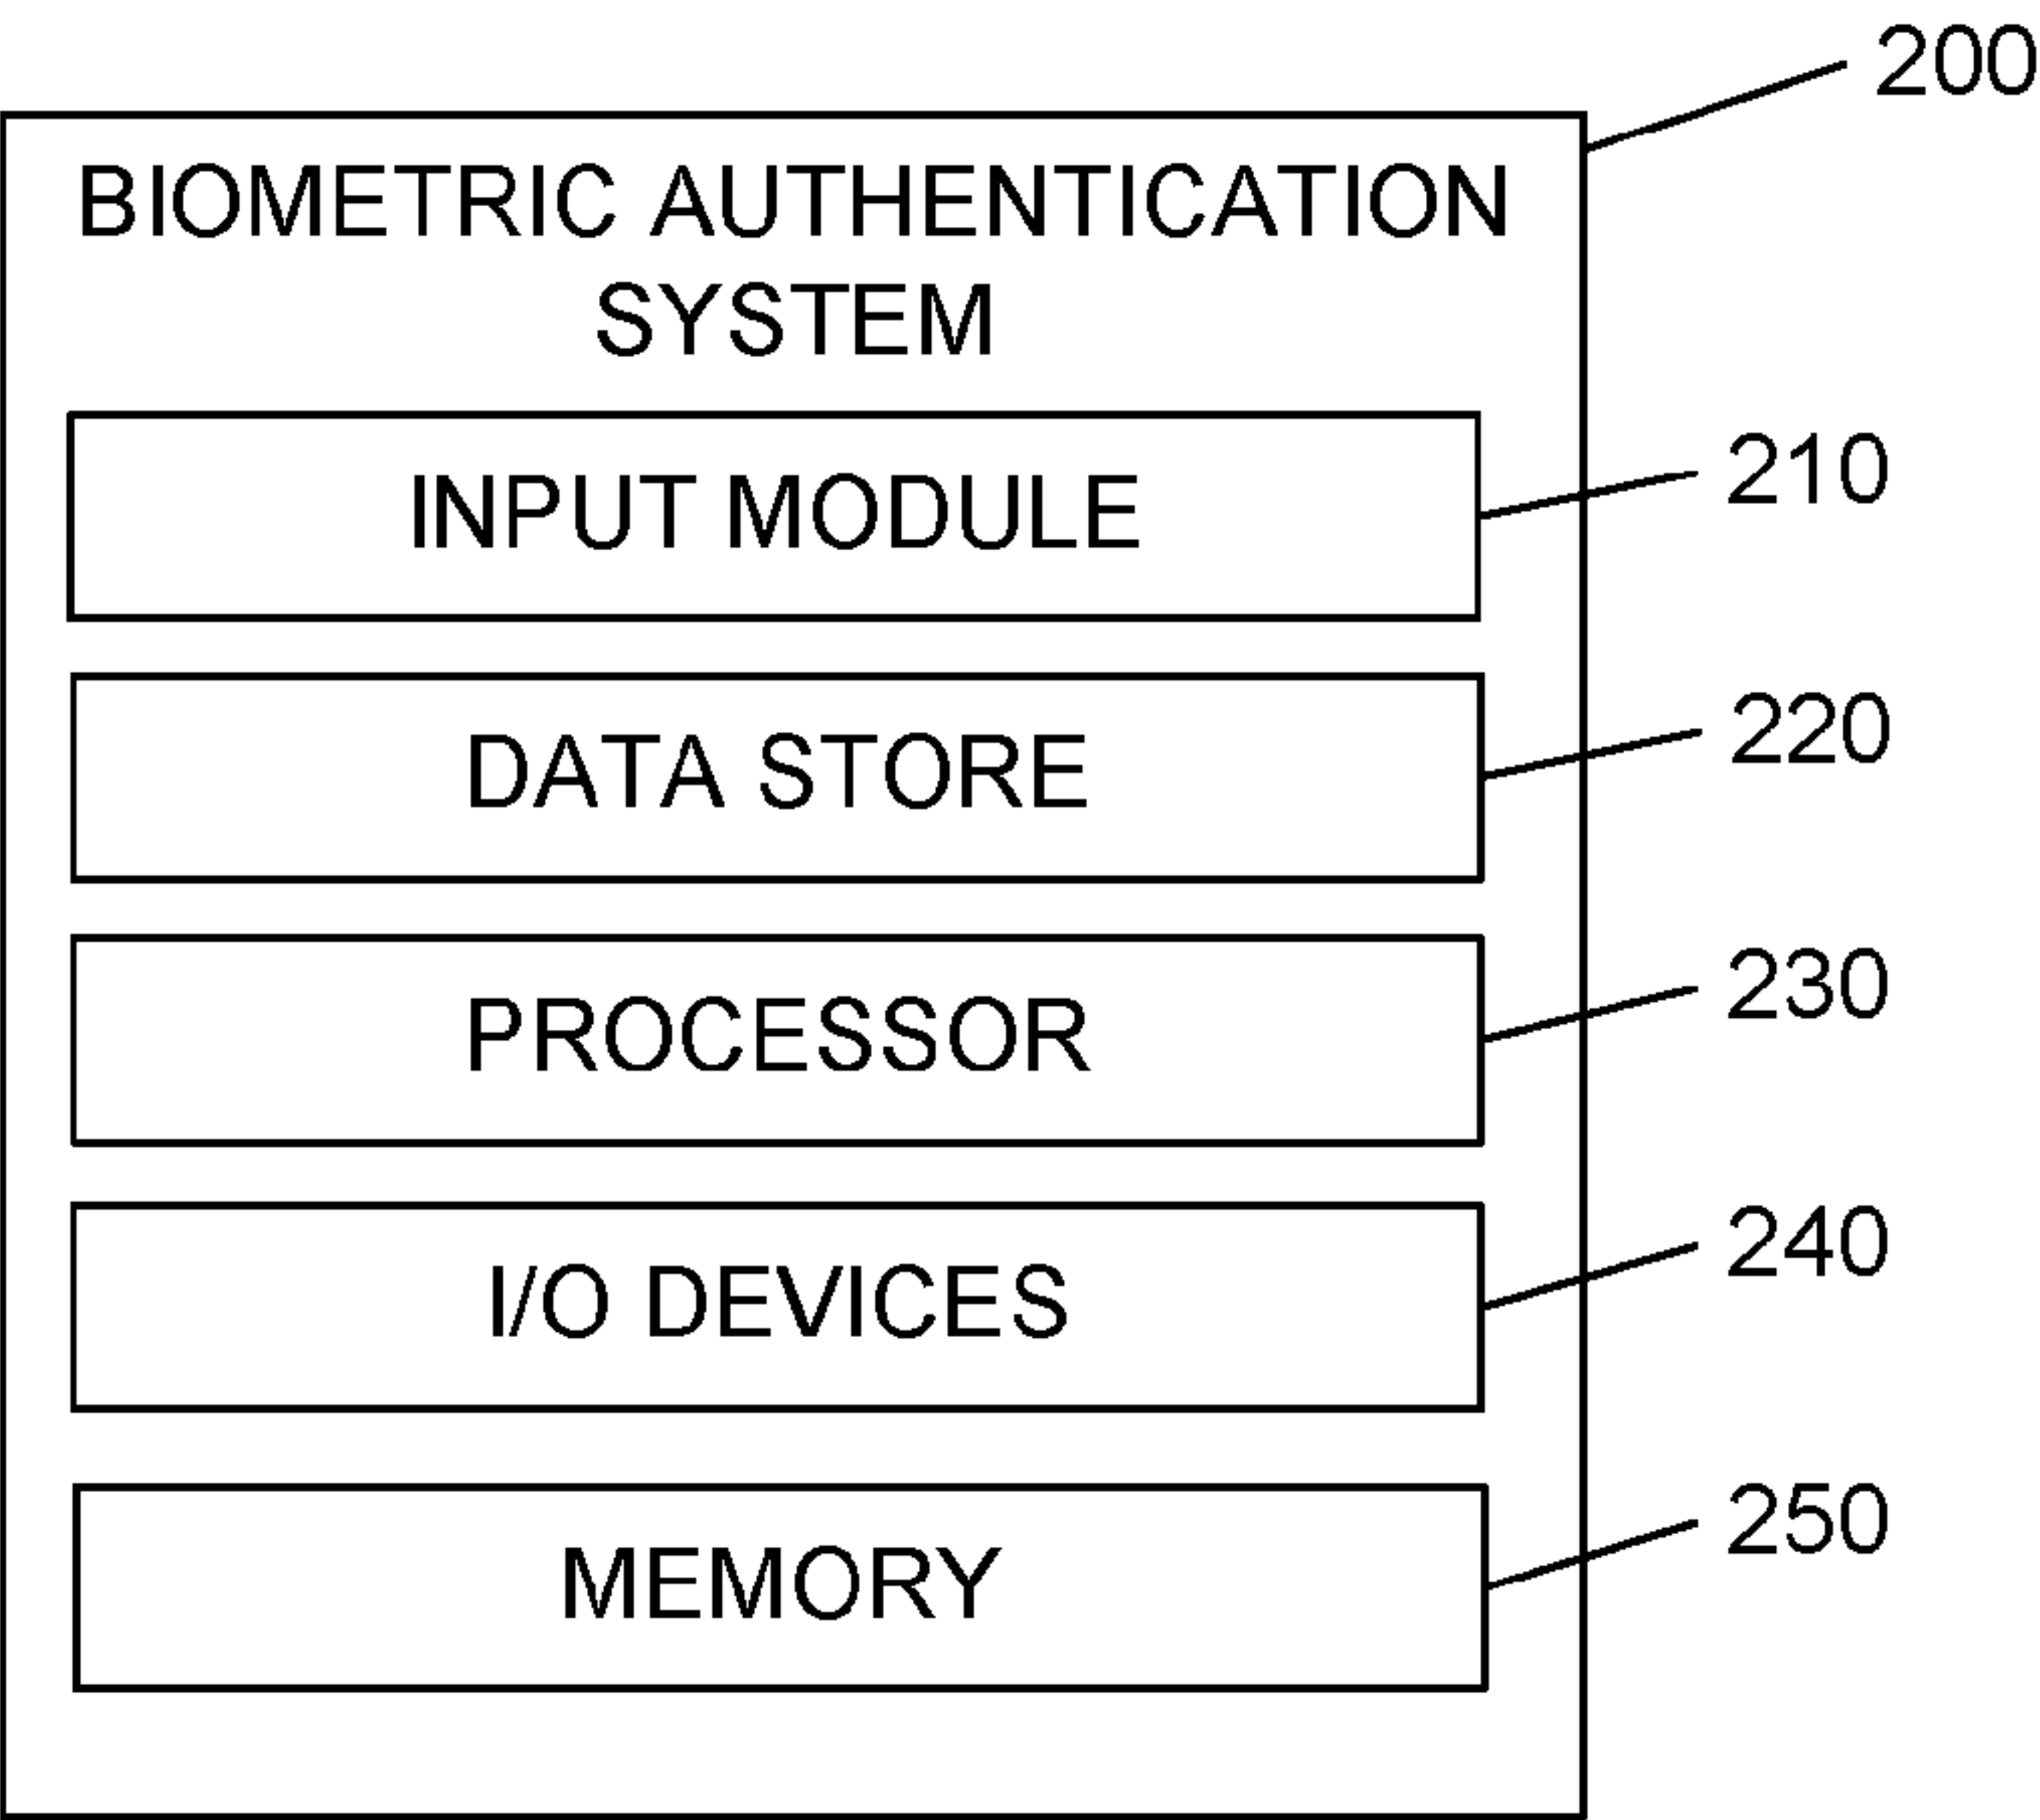 200
BIOMETRIC AUTHENTICATION
SYSTEM
INPUT MODULE
210
DATA STORE
220
PROCESSOR
230
I/O DEVICES
240
MEMORY
250